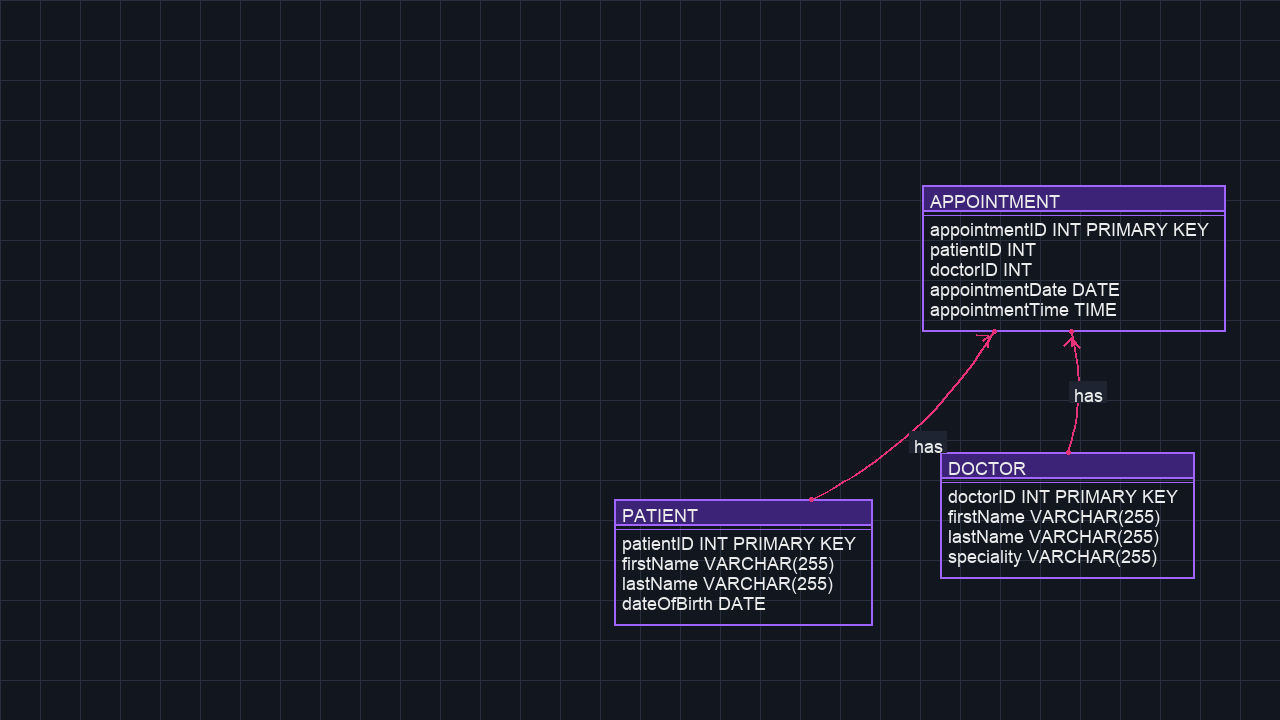 APPOINTMENT
appointmentID INT PRIMARY KEY
patientID INT
doctorID INT
appointmentDate DATE
appointmentTime TIME
has
has
DOCTOR
doctorID INT PRIMARY KEY
firstName VARCHAR(255)
lastName VARCHAR(255)
speciality VARCHAR(255)
PATIENT
patientID INT PRIMARY KEY
firstName VARCHAR(255)
lastName VARCHAR(255)
dateOfBirth DATE